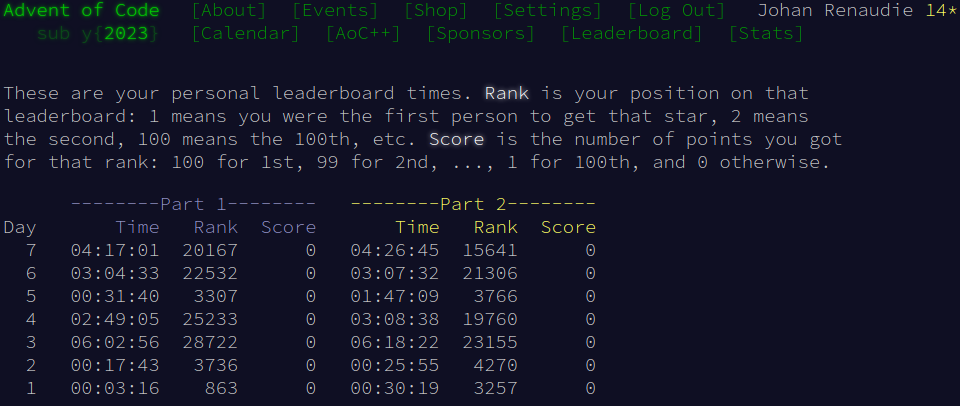 Advent of Code [About] [Events] [Shop] [Settings] [Log Out] Johan Renaudie 14*
sub y{2023} [Calendar] [AoC++] [Sponsors] [Leaderboard] [Stats]
These are your personal leaderboard times. Rank is your position on that
leaderboard: 1 means you were the first person to get that star, 2 means
the second, 100 means the 100th, etc. Score is the number of points you got
for that rank: 100 for 1st, 99 for 2nd, ..., 1 for 100th, and 0 otherwise.
--------Part 1-------- --------Part 2--------
Day Time Rank Score Time Rank Score
7 04:17:01 20167 0 04:26:45 15641 0
6 03:04:33 22532 0 03:07:32 21306 0
5 00:31:40 3307 0 01:47:09 3766 0
4 02:49:05 25233 0 03:08:38 19760 0
3 06:02:56 28722 0 06:18:22 23155 0
2 00:17:43 3736 0 00:25:55 4270 0
1 00:03:16 863 0 00:30:19 3257 0